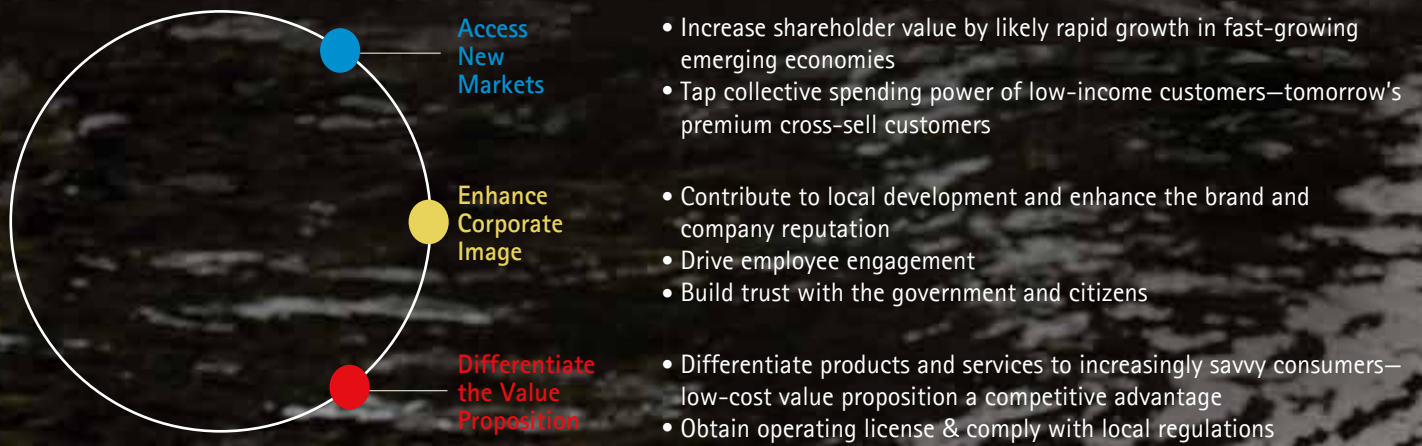 Access
New
Markets
• Increase shareholder value by likely rapid growth in fast-growing
emerging economies
• Tap collective spending power of low-income customers—tomorrow's
premium cross-sell customers
Enhance
Corporate
Image
• Contribute to local development and enhance the brand and
company reputation
• Drive employee engagement
• Build trust with the government and citizens
Differentiate
the Value
Proposition
• Differentiate products and services to increasingly savvy consumers—
low-cost value proposition a competitive advantage
• Obtain operating license & comply with local regulations